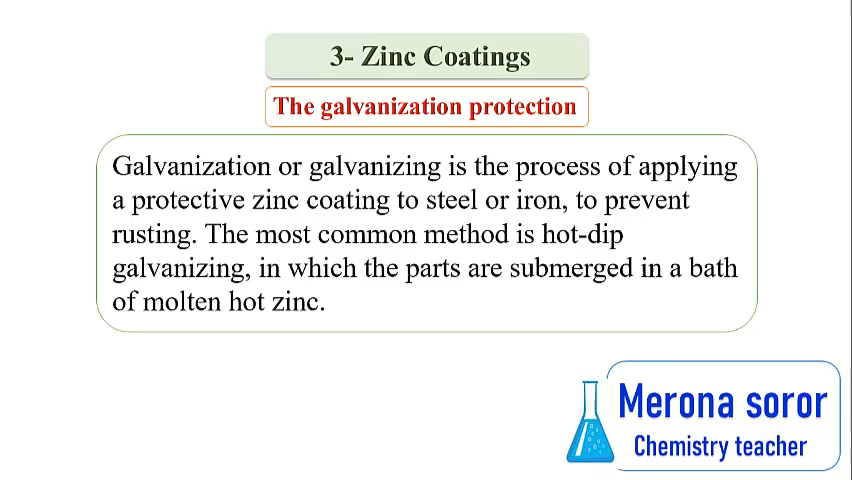 3- Zinc Coatings
The galvanization protection
Galvanization or galvanizing is the process of applying
a protective zinc coating to steel or iron, to prevent
rusting. The most common method is hot-dip
galvanizing, in which the parts are submerged in a bath
of molten hot zinc.
Merona soror
Chemistry teacher